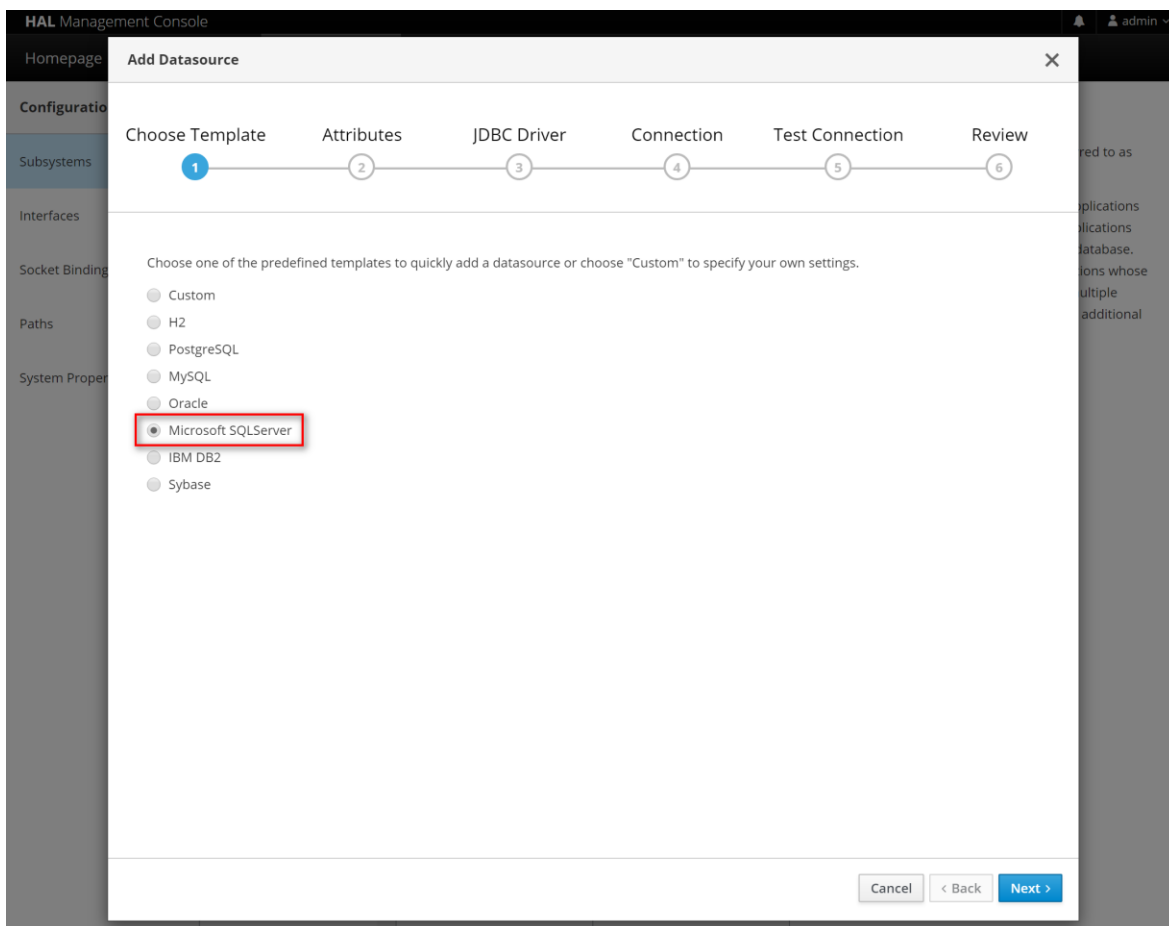 HAL Management Console
admin
Homepage
Add Datasource
Configuratio
Choose Template Attributes JDBC Driver Connection Test Connection Review
1 2 3 4 5 6
Subsystems
red to as
Interfaces
plications
plications
database.
Choose one of the predefined templates to quickly add a datasource or choose "Custom" to specify your own settings.
Socket Binding
ions whose
Custom
ultiple
H2
Paths
additional
PostgreSQL
MySQL
System Proper
Oracle
Microsoft SQLServer
IBM DB2
Sybase
Cancel < Back Next >